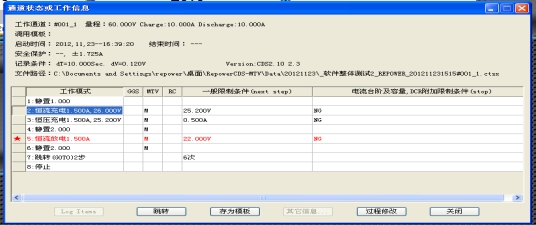 通道状态或工作信息
工作通道：#001_1 量程：60.000V Charge:10.000A Discharge:10.000A
调用模板：
启动时间：2012,11,23--16:39:20 结束时间：---
安全保护：--, ±1.725A
记录条件：dT=10.000Sec. dV=0.120V Version:CDS2.10 2.3
文件路径：C:\Documents and Settings\repower\桌面\RepowerCDS-MTV\Data\20121123\_软件整体测试2_REPOWER_201211231515#001_1.ctsx
工作模式 GGS MTV RC 一般限制条件(next step) 电流台阶及容量,DCR附加限制条件(stop)
1 静置1.000
2 恒流充电1.500A,26.000V M 25.200V NG
3 恒压充电1.500A,25.200V M 0.500A NG
4 静置2.000 M
★ 5 恒流放电1.500A M 22.000V NG
6 静置2.000 M
7 跳转(GOTO)2步 6次
8 停止
Log Items 跳转 存为模板 其它信息 过程修改 关闭